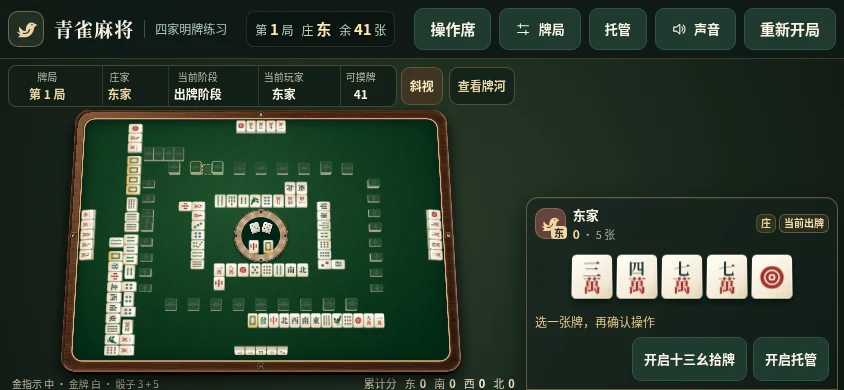 青雀麻将 四家明牌练习 第1局 庄东 余41张 操作席 牌局 托管 声音 重新开局
牌局 庄家 当前阶段 当前玩家 可摸牌
第1局 东家 出牌阶段 东家 41
斜视 查看牌河
东家
东 0 · 5张
庄 当前出牌
三萬 四萬 七萬 七萬
选一张牌，再确认操作
开启十三幺拾牌 开启托管
金指示 中 · 金牌 白 · 骰子 3+5
累计分 东0 南0 西0 北0